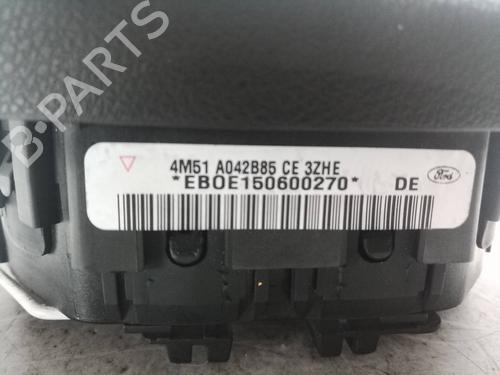 B-PARTS
4M51 A042B85 CE 3ZHE
*EBOE150600270* DE
Ford